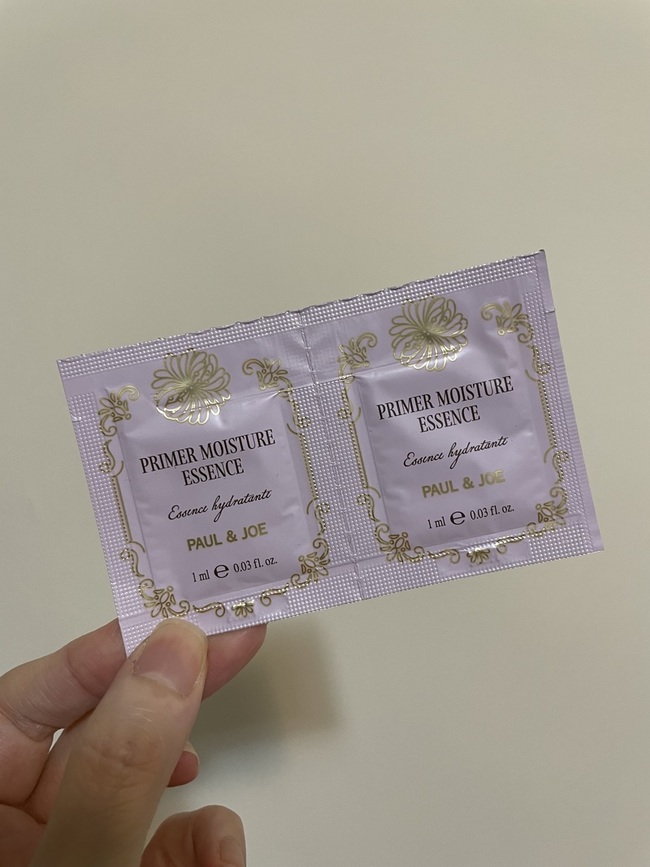 PRIMER MOISTURE
ESSENCE
Essence hydratante
PAUL & JOE
1 ml ℮ 0.03 fl. oz.
PRIMER MOISTURE
ESSENCE
Essence hydratante
PAUL & JOE
1 ml ℮ 0.03 fl. oz.